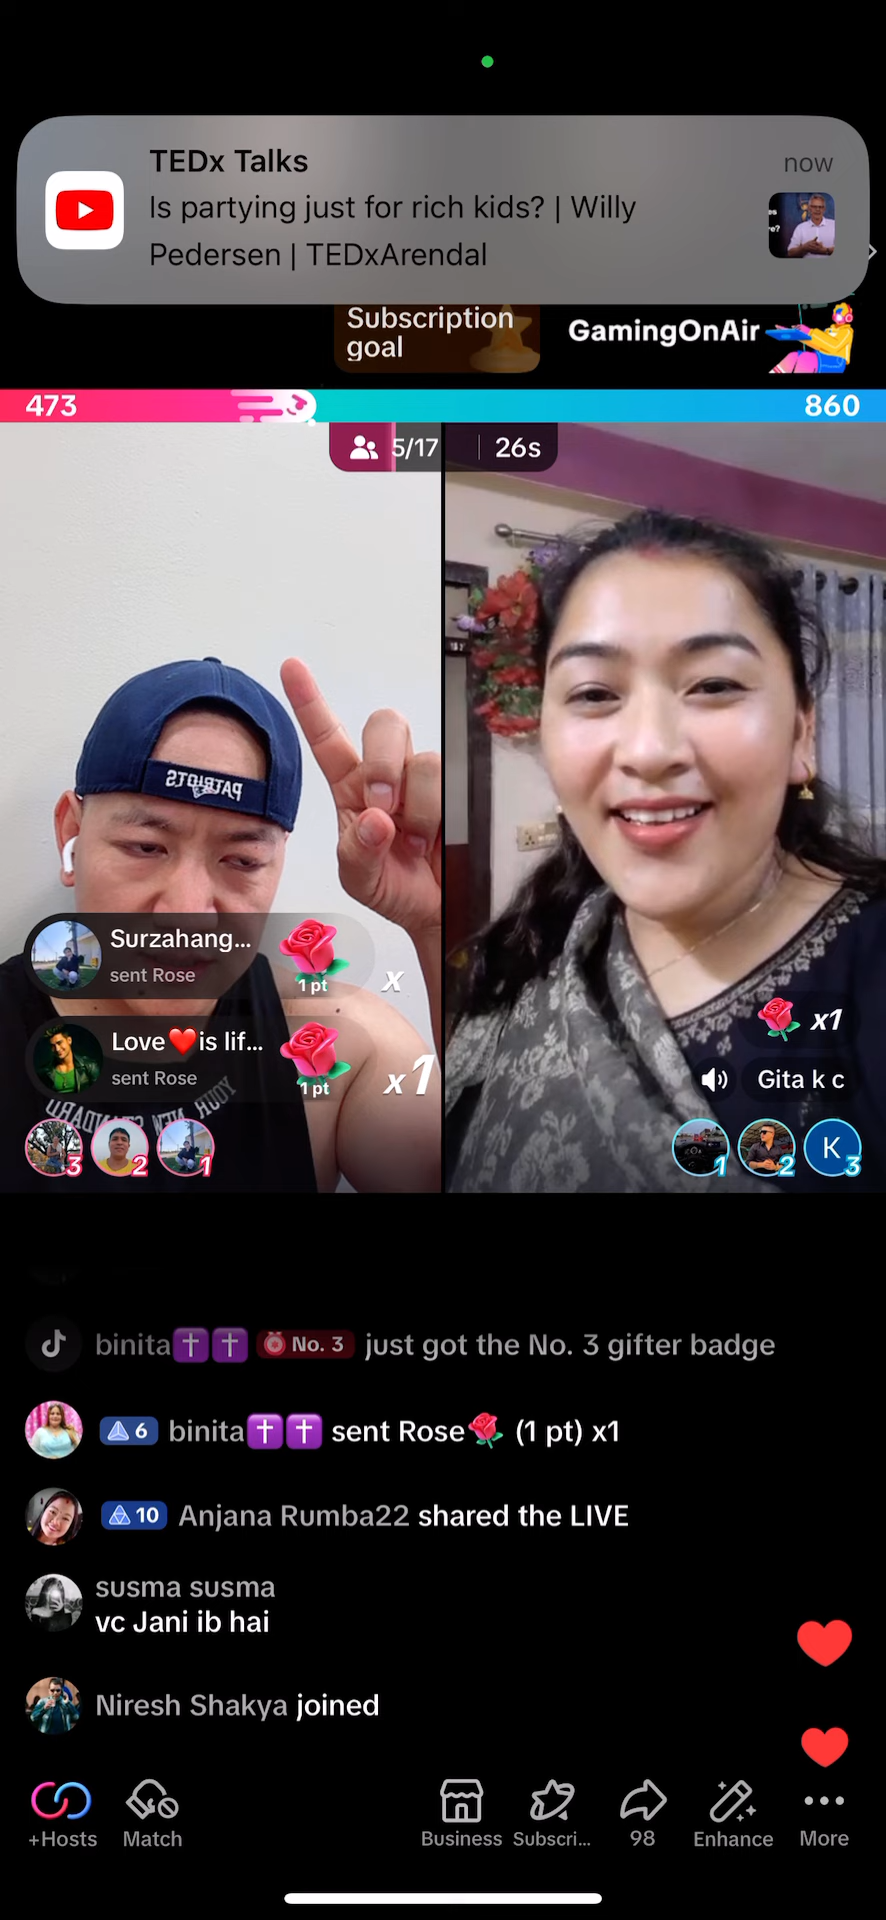 TEDx Talks
now
Is partying just for rich kids? | Willy
Pedersen | TEDxArendal
es
e?
Subscription
goal
GamingOnAir
473
860
5/17
26s
PATRIOTS
Surzahang...
sent Rose
1 pt
x
Love❤️is lif...
sent Rose
1 pt
x1
YOUR NEW STANDARD
🌹 x1
Gita k c
3
2
1
1
2
K
3
binita✝️✝️ No. 3 just got the No. 3 gifter badge
6 binita✝️✝️ sent Rose🌹 (1 pt) x1
10 Anjana Rumba22 shared the LIVE
susma susma
vc Jani ib hai
Niresh Shakya joined
+Hosts
Match
Business
Subscri...
98
Enhance
More